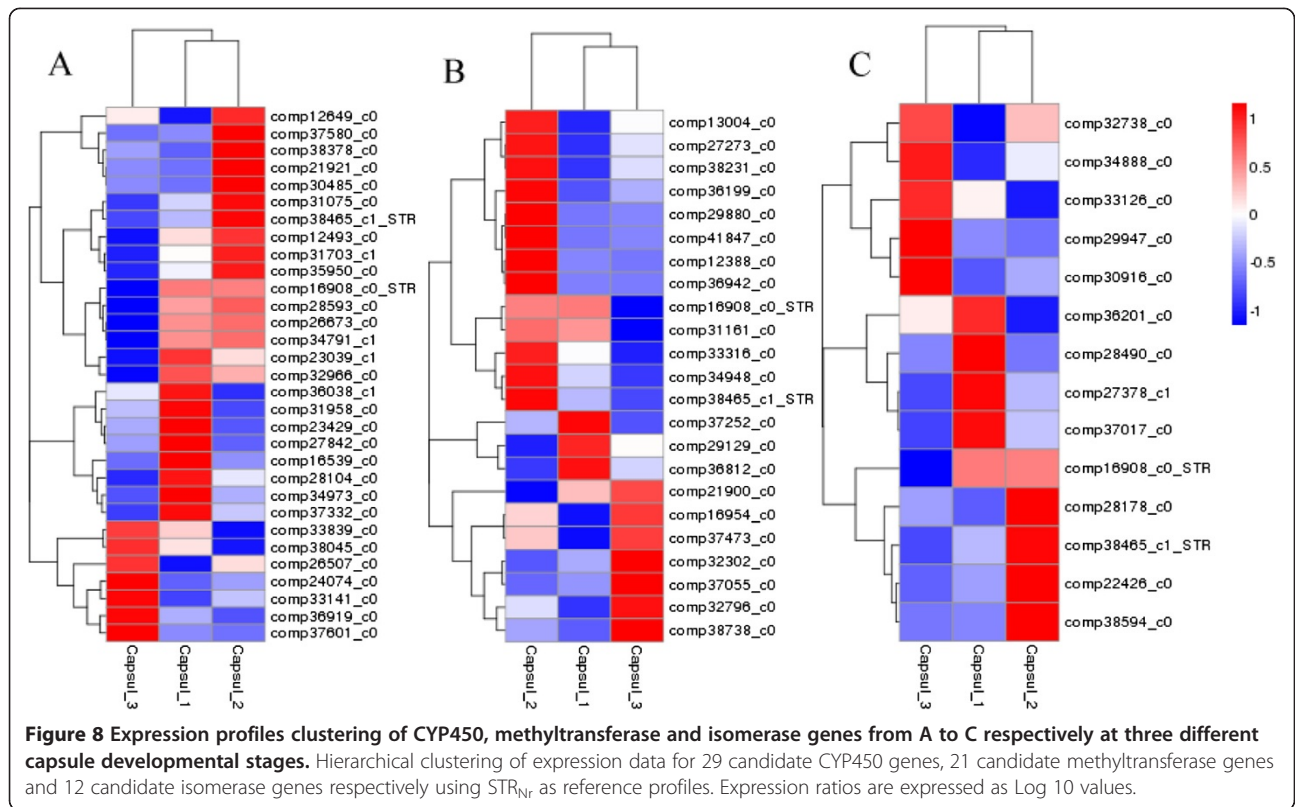 A
comp12649_c0
comp37580_c0
comp38378_c0
comp21921_c0
comp30485_c0
comp31075_c0
comp38465_c1_STR
comp12493_c0
comp31703_c1
comp35950_c0
comp16908_c0_STR
comp28593_c0
comp26673_c0
comp34791_c1
comp23039_c1
comp32966_c0
comp36038_c1
comp31958_c0
comp23429_c0
comp27842_c0
comp16539_c0
comp28104_c0
comp34973_c0
comp37332_c0
comp33839_c0
comp38045_c0
comp26507_c0
comp24074_c0
comp33141_c0
comp36919_c0
comp37601_c0
Capsul_3
Capsul_1
Capsul_2
B
comp13004_c0
comp27273_c0
comp38231_c0
comp36199_c0
comp29880_c0
comp41847_c0
comp12388_c0
comp36942_c0
comp16908_c0_STR
comp31161_c0
comp33316_c0
comp34948_c0
comp38465_c1_STR
comp37252_c0
comp29129_c0
comp36812_c0
comp21900_c0
comp16954_c0
comp37473_c0
comp32302_c0
comp37055_c0
comp32796_c0
comp38738_c0
Capsul_2
Capsul_1
Capsul_3
C
comp32738_c0
comp34888_c0
comp33126_c0
comp29947_c0
comp30916_c0
comp36201_c0
comp28490_c0
comp27378_c1
comp37017_c0
comp16908_c0_STR
comp28178_c0
comp38465_c1_STR
comp22426_c0
comp38594_c0
Capsul_3
Capsul_1
Capsul_2
1
0.5
0
-0.5
-1
Figure 8 Expression profiles clustering of CYP450, methyltransferase and isomerase genes from A to C respectively at three different
capsule developmental stages. Hierarchical clustering of expression data for 29 candidate CYP450 genes, 21 candidate methyltransferase genes
and 12 candidate isomerase genes respectively using STRNr as reference profiles. Expression ratios are expressed as Log 10 values.